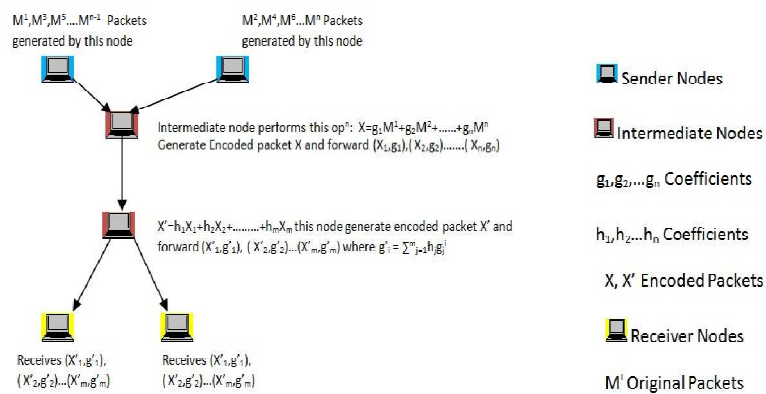 M¹,M³,M⁵....Mⁿ⁻¹ Packets
generated by this node
M²,M⁴,M⁶...Mⁿ Packets
generated by this node
Intermediate node performs this opⁿ: X=g₁M¹+g₂M²+......+gₙMⁿ
Generate Encoded packet X and forward (X₁,g₁),( X₂,g₂).......( Xₙ,gₙ)
X'=h₁X₁+h₂X₂+.........+hₘXₘ this node generate encoded packet X' and
forward (X'₁,g'₁), ( X'₂,g'₂)...(X'ₘ,g'ₘ) where g'ᵢ = ∑ᵐⱼ₌₁hⱼgⱼⁱ
Receives (X'₁,g'₁),
(X'₂,g'₂)...(X'ₘ,g'ₘ)
Receives (X'₁,g'₁),
(X'₂,g'₂)...(X'ₘ,g'ₘ)
Sender Nodes
Intermediate Nodes
g₁,g₂,...gₙ Coefficients
h₁,h₂...hₙ Coefficients
X, X' Encoded Packets
Receiver Nodes
Mⁱ Original Packets